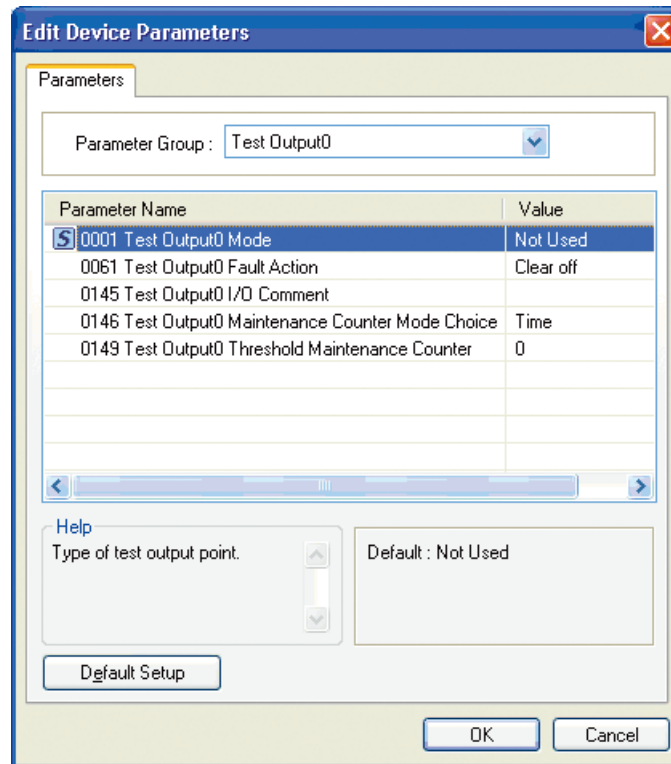 Edit Device Parameters
Parameters
Parameter Group : Test Output0
Parameter Name Value
S 0001 Test Output0 Mode Not Used
0061 Test Output0 Fault Action Clear off
0145 Test Output0 I/O Comment
0146 Test Output0 Maintenance Counter Mode Choice Time
0149 Test Output0 Threshold Maintenance Counter 0
Help
Type of test output point.
Default : Not Used
Default Setup
OK Cancel